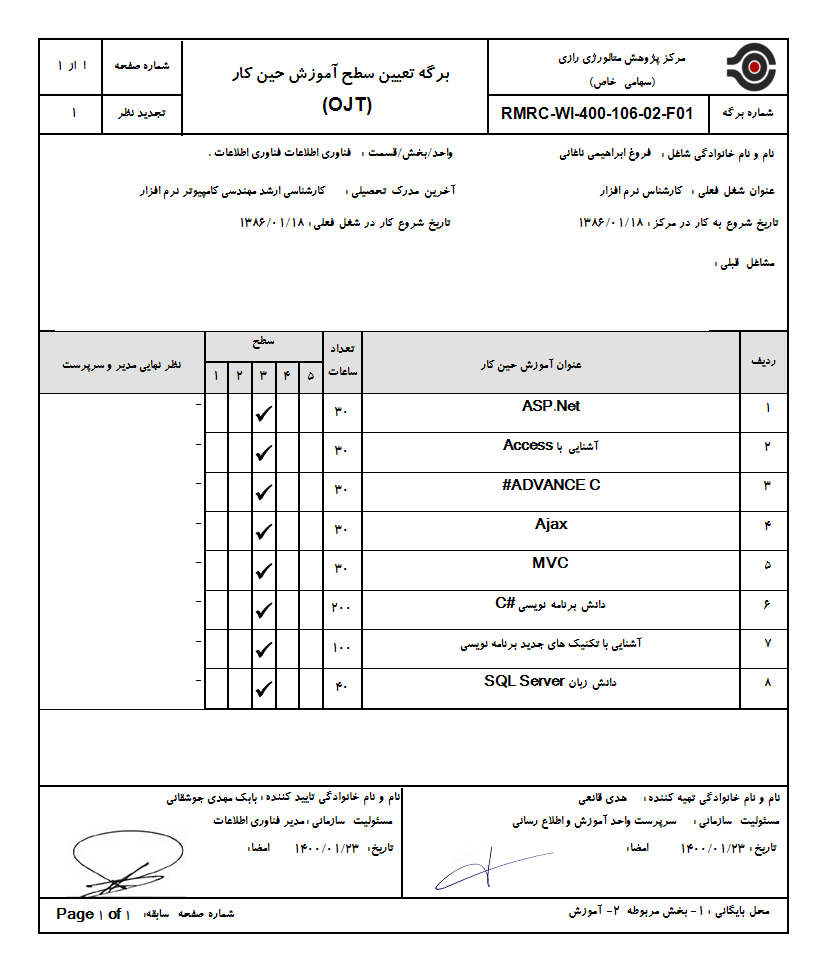 مرکز پژوهش متالورژی رازی
(سهامی خاص)
برگه تعیین سطح آموزش حین کار
(OJT)
شماره صفحه
۱ از ۱
شماره برگه
RMRC-WI-400-106-02-F01
تجدید نظر
۱
نام و نام خانوادگی شاغل : فروغ ابراهیمی ناغانی
واحد/بخش/قسمت : فناوری اطلاعات فناوری اطلاعات .
عنوان شغل فعلی : کارشناس نرم افزار
آخرین مدرک تحصیلی : کارشناسی ارشد مهندسی کامپیوتر نرم افزار
تاریخ شروع به کار در مرکز : ۱۳۸۶/۰۱/۱۸
تاریخ شروع کار در شغل فعلی : ۱۳۸۶/۰۱/۱۸
مشاغل قبلی :
ردیف عنوان آموزش حین کار تعداد ساعات سطح نظر نهایی مدیر و سرپرست
۵ ۴ ۳ ۲ ۱
۱ ASP.Net ۳۰ ✓ -
۲ آشنایی با Access ۳۰ ✓ -
۳ #ADVANCE C ۳۰ ✓ -
۴ Ajax ۳۰ ✓ -
۵ MVC ۳۰ ✓ -
۶ دانش برنامه نویسی C# ۲۰۰ ✓ -
۷ آشنایی با تکنیک های جدید برنامه نویسی ۱۰۰ ✓ -
۸ دانش زبان SQL Server ۴۰ ✓ -
نام و نام خانوادگی تهیه کننده : هدی قانعی
مسئولیت سازمانی : سرپرست واحد آموزش و اطلاع رسانی
تاریخ: ۱۴۰۰/۰۱/۲۳ امضا:
نام و نام خانوادگی تایید کننده : بابک مهدی جوشقانی
مسئولیت سازمانی : مدیر فناوری اطلاعات
تاریخ: ۱۴۰۰/۰۱/۲۳ امضا:
محل بایگانی : ۱- بخش مربوطه ۲- آموزش
شماره صفحه سابقه: Page ۱ of ۱